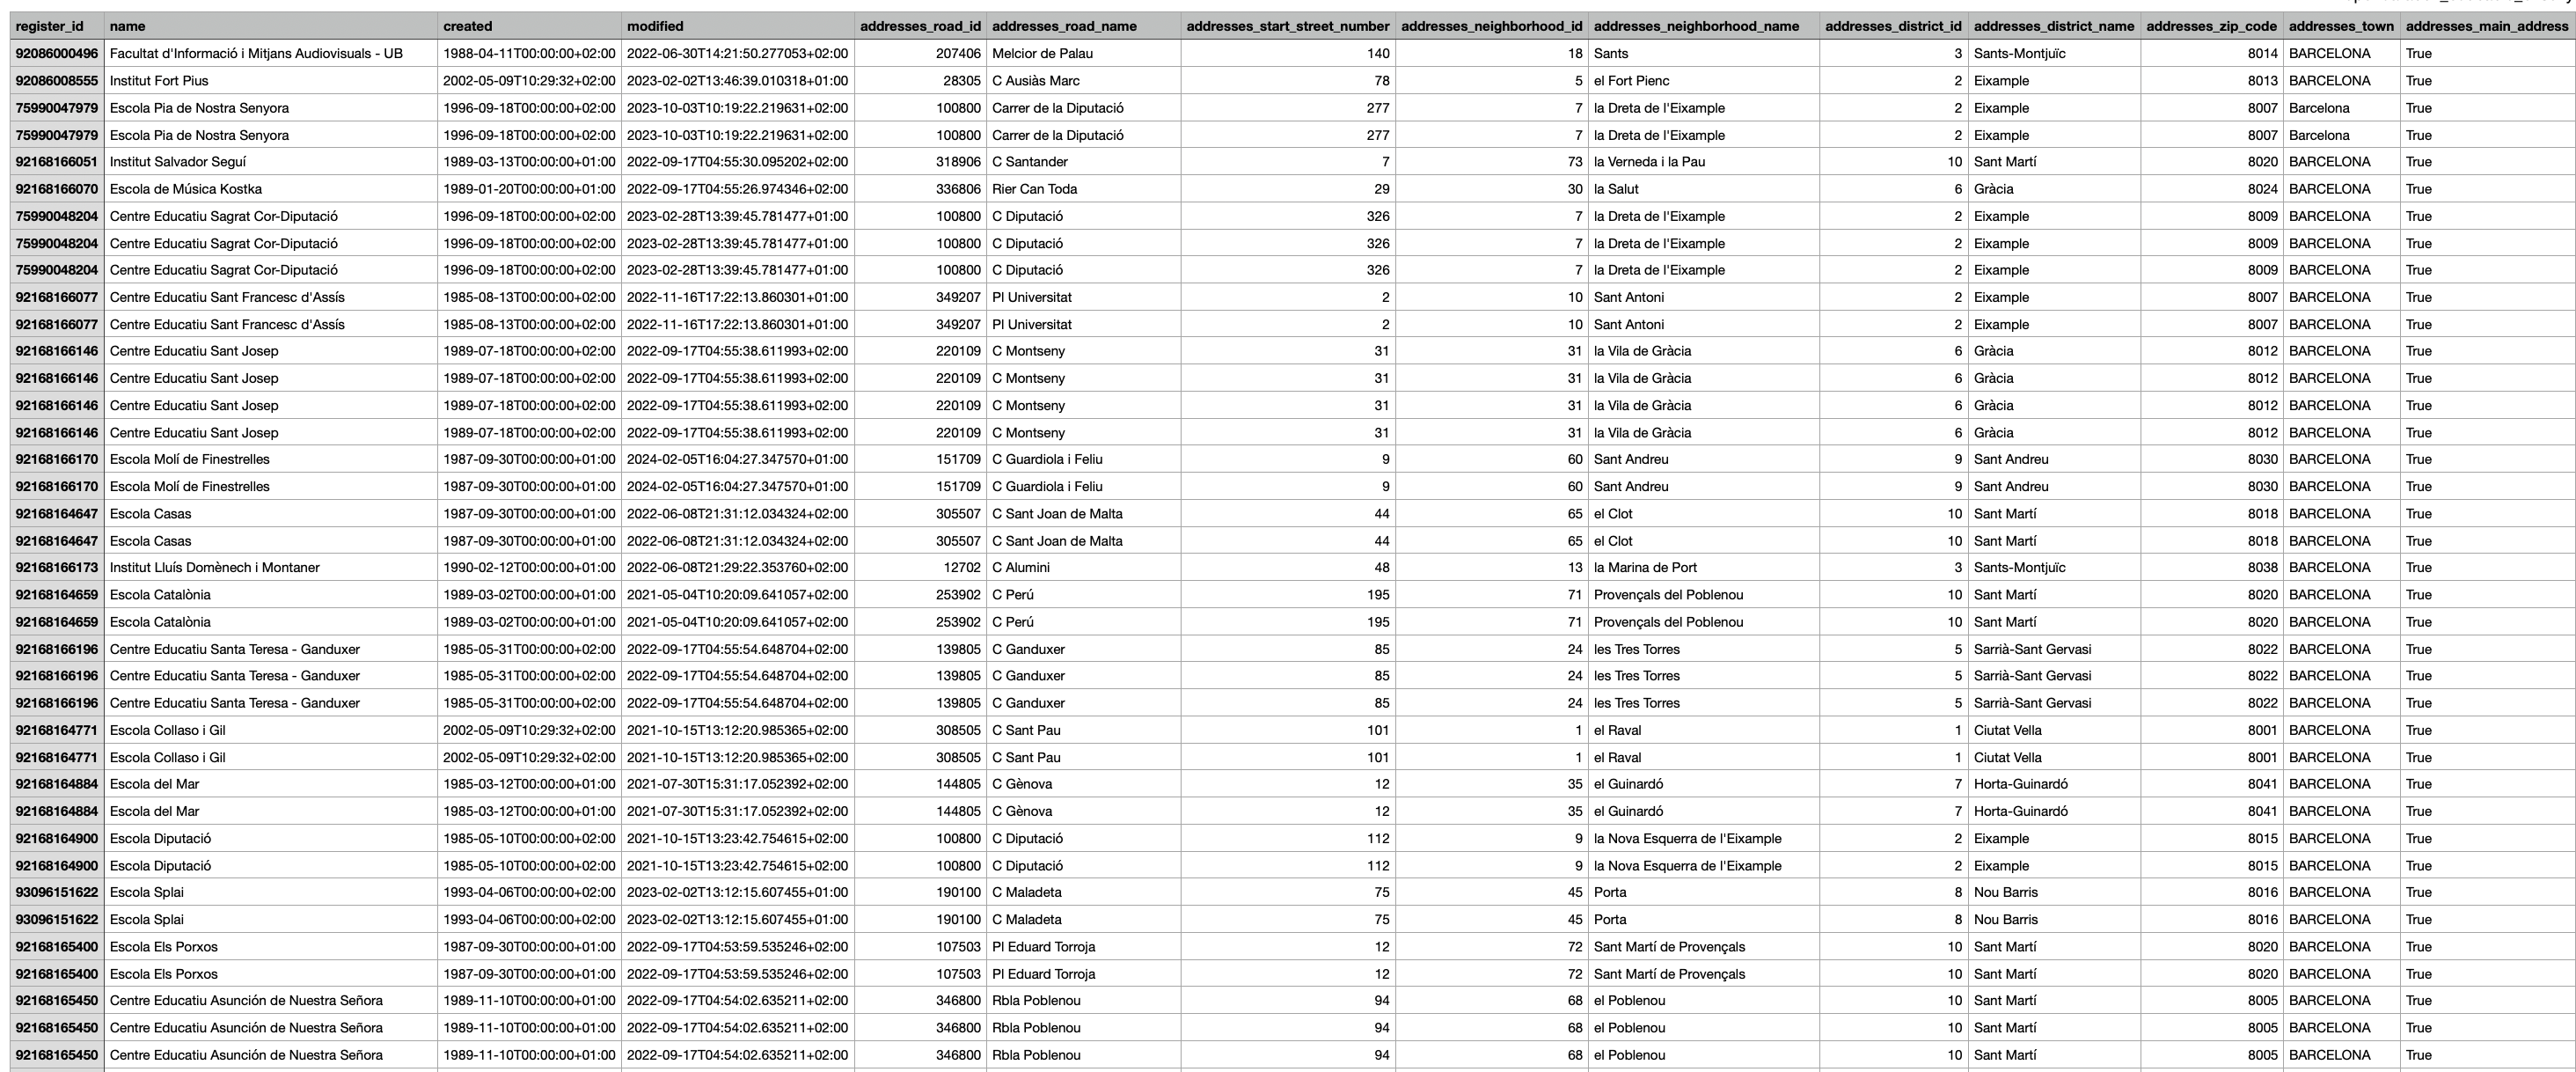 register_id name created modified addresses_road_id addresses_road_name addresses_start_street_number addresses_neighborhood_id addresses_neighborhood_name addresses_district_id addresses_district_name addresses_zip_code addresses_town addresses_main_address
92086000496 Facultat d'Informació i Mitjans Audiovisuals - UB 1988-04-11T00:00:00+02:00 2022-06-30T14:21:50.277053+02:00 207406 Melcior de Palau 140 18 Sants 3 Sants-Montjuïc 8014 BARCELONA True
92086008555 Institut Fort Pius 2002-05-09T10:29:32+02:00 2023-02-02T13:46:39.010318+01:00 28305 C Ausiàs Marc 78 5 el Fort Pienc 2 Eixample 8013 BARCELONA True
75990047979 Escola Pia de Nostra Senyora 1996-09-18T00:00:00+02:00 2023-10-03T10:19:22.219631+02:00 100800 Carrer de la Diputació 277 7 la Dreta de l'Eixample 2 Eixample 8007 Barcelona True
75990047979 Escola Pia de Nostra Senyora 1996-09-18T00:00:00+02:00 2023-10-03T10:19:22.219631+02:00 100800 Carrer de la Diputació 277 7 la Dreta de l'Eixample 2 Eixample 8007 Barcelona True
92168166051 Institut Salvador Seguí 1989-03-13T00:00:00+01:00 2022-09-17T04:55:30.095202+02:00 318906 C Santander 7 73 la Verneda i la Pau 10 Sant Martí 8020 BARCELONA True
92168166070 Escola de Música Kostka 1989-01-20T00:00:00+01:00 2022-09-17T04:55:26.974346+02:00 336806 Rier Can Toda 29 30 la Salut 6 Gràcia 8024 BARCELONA True
75990048204 Centre Educatiu Sagrat Cor-Diputació 1996-09-18T00:00:00+02:00 2023-02-28T13:39:45.781477+01:00 100800 C Diputació 326 7 la Dreta de l'Eixample 2 Eixample 8009 BARCELONA True
75990048204 Centre Educatiu Sagrat Cor-Diputació 1996-09-18T00:00:00+02:00 2023-02-28T13:39:45.781477+01:00 100800 C Diputació 326 7 la Dreta de l'Eixample 2 Eixample 8009 BARCELONA True
75990048204 Centre Educatiu Sagrat Cor-Diputació 1996-09-18T00:00:00+02:00 2023-02-28T13:39:45.781477+01:00 100800 C Diputació 326 7 la Dreta de l'Eixample 2 Eixample 8009 BARCELONA True
92168166077 Centre Educatiu Sant Francesc d'Assís 1985-08-13T00:00:00+02:00 2022-11-16T17:22:13.860301+01:00 349207 Pl Universitat 2 10 Sant Antoni 2 Eixample 8007 BARCELONA True
92168166077 Centre Educatiu Sant Francesc d'Assís 1985-08-13T00:00:00+02:00 2022-11-16T17:22:13.860301+01:00 349207 Pl Universitat 2 10 Sant Antoni 2 Eixample 8007 BARCELONA True
92168166146 Centre Educatiu Sant Josep 1989-07-18T00:00:00+02:00 2022-09-17T04:55:38.611993+02:00 220109 C Montseny 31 31 la Vila de Gràcia 6 Gràcia 8012 BARCELONA True
92168166146 Centre Educatiu Sant Josep 1989-07-18T00:00:00+02:00 2022-09-17T04:55:38.611993+02:00 220109 C Montseny 31 31 la Vila de Gràcia 6 Gràcia 8012 BARCELONA True
92168166146 Centre Educatiu Sant Josep 1989-07-18T00:00:00+02:00 2022-09-17T04:55:38.611993+02:00 220109 C Montseny 31 31 la Vila de Gràcia 6 Gràcia 8012 BARCELONA True
92168166146 Centre Educatiu Sant Josep 1989-07-18T00:00:00+02:00 2022-09-17T04:55:38.611993+02:00 220109 C Montseny 31 31 la Vila de Gràcia 6 Gràcia 8012 BARCELONA True
92168166170 Escola Molí de Finestrelles 1987-09-30T00:00:00+01:00 2024-02-05T16:04:27.347570+01:00 151709 C Guardiola i Feliu 9 60 Sant Andreu 9 Sant Andreu 8030 BARCELONA True
92168166170 Escola Molí de Finestrelles 1987-09-30T00:00:00+01:00 2024-02-05T16:04:27.347570+01:00 151709 C Guardiola i Feliu 9 60 Sant Andreu 9 Sant Andreu 8030 BARCELONA True
92168164647 Escola Casas 1987-09-30T00:00:00+01:00 2022-06-08T21:31:12.034324+02:00 305507 C Sant Joan de Malta 44 65 el Clot 10 Sant Martí 8018 BARCELONA True
92168164647 Escola Casas 1987-09-30T00:00:00+01:00 2022-06-08T21:31:12.034324+02:00 305507 C Sant Joan de Malta 44 65 el Clot 10 Sant Martí 8018 BARCELONA True
92168166173 Institut Lluís Domènech i Montaner 1990-02-12T00:00:00+01:00 2022-06-08T21:29:22.353760+02:00 12702 C Alumini 48 13 la Marina de Port 3 Sants-Montjuïc 8038 BARCELONA True
92168164659 Escola Catalònia 1989-03-02T00:00:00+01:00 2021-05-04T10:20:09.641057+02:00 253902 C Perú 195 71 Provençals del Poblenou 10 Sant Martí 8020 BARCELONA True
92168164659 Escola Catalònia 1989-03-02T00:00:00+01:00 2021-05-04T10:20:09.641057+02:00 253902 C Perú 195 71 Provençals del Poblenou 10 Sant Martí 8020 BARCELONA True
92168166196 Centre Educatiu Santa Teresa - Ganduxer 1985-05-31T00:00:00+02:00 2022-09-17T04:55:54.648704+02:00 139805 C Ganduxer 85 24 les Tres Torres 5 Sarrià-Sant Gervasi 8022 BARCELONA True
92168166196 Centre Educatiu Santa Teresa - Ganduxer 1985-05-31T00:00:00+02:00 2022-09-17T04:55:54.648704+02:00 139805 C Ganduxer 85 24 les Tres Torres 5 Sarrià-Sant Gervasi 8022 BARCELONA True
92168166196 Centre Educatiu Santa Teresa - Ganduxer 1985-05-31T00:00:00+02:00 2022-09-17T04:55:54.648704+02:00 139805 C Ganduxer 85 24 les Tres Torres 5 Sarrià-Sant Gervasi 8022 BARCELONA True
92168164771 Escola Collaso i Gil 2002-05-09T10:29:32+02:00 2021-10-15T13:12:20.985365+02:00 308505 C Sant Pau 101 1 el Raval 1 Ciutat Vella 8001 BARCELONA True
92168164771 Escola Collaso i Gil 2002-05-09T10:29:32+02:00 2021-10-15T13:12:20.985365+02:00 308505 C Sant Pau 101 1 el Raval 1 Ciutat Vella 8001 BARCELONA True
92168164884 Escola del Mar 1985-03-12T00:00:00+01:00 2021-07-30T15:31:17.052392+02:00 144805 C Gènova 12 35 el Guinardó 7 Horta-Guinardó 8041 BARCELONA True
92168164884 Escola del Mar 1985-03-12T00:00:00+01:00 2021-07-30T15:31:17.052392+02:00 144805 C Gènova 12 35 el Guinardó 7 Horta-Guinardó 8041 BARCELONA True
92168164900 Escola Diputació 1985-05-10T00:00:00+02:00 2021-10-15T13:23:42.754615+02:00 100800 C Diputació 112 9 la Nova Esquerra de l'Eixample 2 Eixample 8015 BARCELONA True
92168164900 Escola Diputació 1985-05-10T00:00:00+02:00 2021-10-15T13:23:42.754615+02:00 100800 C Diputació 112 9 la Nova Esquerra de l'Eixample 2 Eixample 8015 BARCELONA True
93096151622 Escola Splai 1993-04-06T00:00:00+02:00 2023-02-02T13:12:15.607455+01:00 190100 C Maladeta 75 45 Porta 8 Nou Barris 8016 BARCELONA True
93096151622 Escola Splai 1993-04-06T00:00:00+02:00 2023-02-02T13:12:15.607455+01:00 190100 C Maladeta 75 45 Porta 8 Nou Barris 8016 BARCELONA True
92168165400 Escola Els Porxos 1987-09-30T00:00:00+01:00 2022-09-17T04:53:59.535246+02:00 107503 Pl Eduard Torroja 12 72 Sant Martí de Provençals 10 Sant Martí 8020 BARCELONA True
92168165400 Escola Els Porxos 1987-09-30T00:00:00+01:00 2022-09-17T04:53:59.535246+02:00 107503 Pl Eduard Torroja 12 72 Sant Martí de Provençals 10 Sant Martí 8020 BARCELONA True
92168165450 Centre Educatiu Asunción de Nuestra Señora 1989-11-10T00:00:00+01:00 2022-09-17T04:54:02.635211+02:00 346800 Rbla Poblenou 94 68 el Poblenou 10 Sant Martí 8005 BARCELONA True
92168165450 Centre Educatiu Asunción de Nuestra Señora 1989-11-10T00:00:00+01:00 2022-09-17T04:54:02.635211+02:00 346800 Rbla Poblenou 94 68 el Poblenou 10 Sant Martí 8005 BARCELONA True
92168165450 Centre Educatiu Asunción de Nuestra Señora 1989-11-10T00:00:00+01:00 2022-09-17T04:54:02.635211+02:00 346800 Rbla Poblenou 94 68 el Poblenou 10 Sant Martí 8005 BARCELONA True